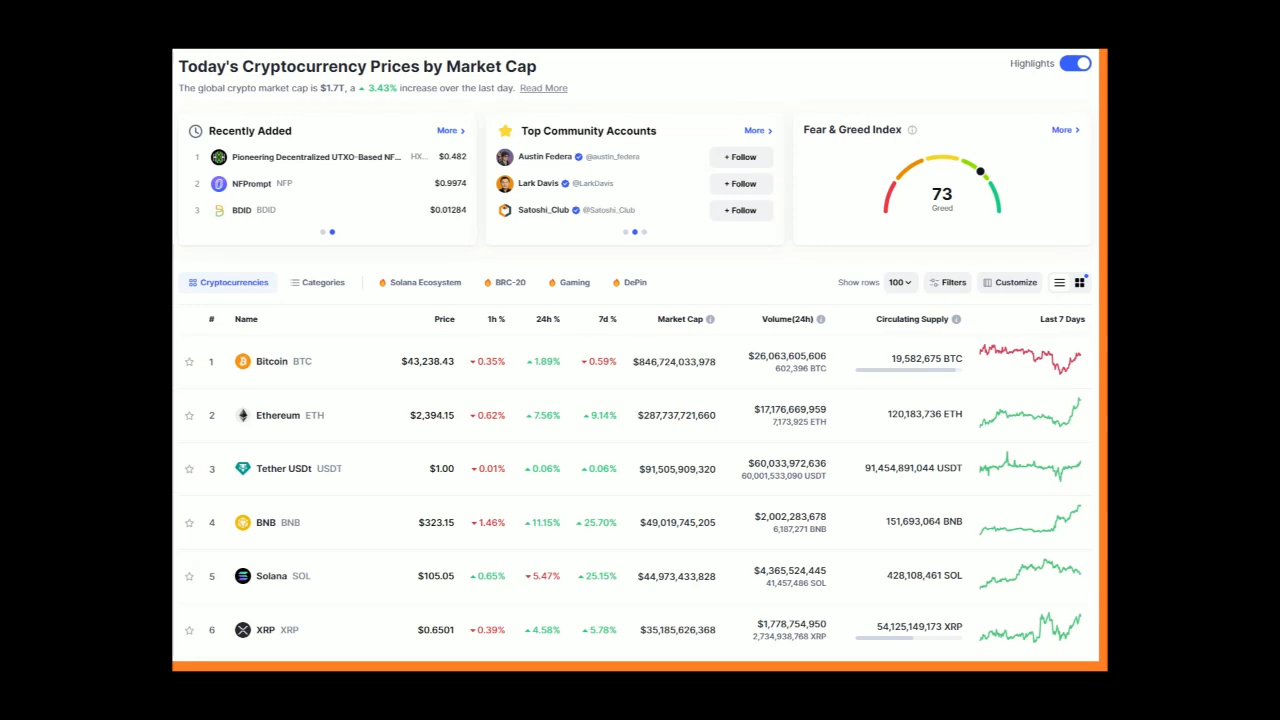 Today's Cryptocurrency Prices by Market Cap
Highlights
The global crypto market cap is $1.7T, a 3.43% increase over the last day. Read More
Recently Added
More
1 Pioneering Decentralized UTXO-Based NF... HX... $0.482
2 NFPrompt NFP $0.9974
3 BDID BDID $0.01284
Top Community Accounts
More
Austin Federa @austin_federa + Follow
Lark Davis @LarkDavis + Follow
Satoshi_Club @Satoshi_Club + Follow
Fear & Greed Index
More
73
Greed
Cryptocurrencies Categories Solana Ecosystem BRC-20 Gaming DePin Show rows 100 Filters Customize
# Name Price 1h % 24h % 7d % Market Cap Volume(24h) Circulating Supply Last 7 Days
1 Bitcoin BTC $43,238.43 0.35% 1.89% 0.59% $846,724,033,978 $26,063,605,606 19,582,675 BTC
602,396 BTC
2 Ethereum ETH $2,394.15 0.62% 7.56% 9.14% $287,737,721,660 $17,176,669,959 120,183,736 ETH
7,173,925 ETH
3 Tether USDt USDT $1.00 0.01% 0.06% 0.06% $91,505,909,320 $60,033,972,636 91,454,891,044 USDT
60,001,533,090 USDT
4 BNB BNB $323.15 1.46% 11.15% 25.70% $49,019,745,205 $2,002,283,678 151,693,064 BNB
6,187,271 BNB
5 Solana SOL $105.05 0.65% 5.47% 25.15% $44,973,433,828 $4,365,524,445 428,108,461 SOL
41,457,486 SOL
6 XRP XRP $0.6501 0.39% 4.58% 5.78% $35,185,626,368 $1,778,754,950 54,125,149,173 XRP
2,734,938,768 XRP